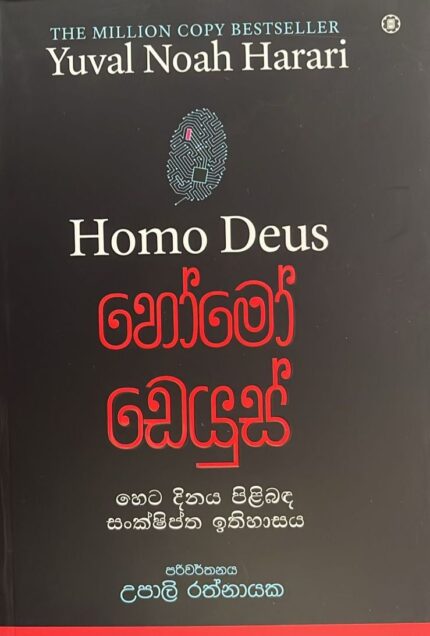 THE MILLION COPY BESTSELLER
Yuval Noah Harari
Homo Deus
හෝමෝ
ඩෙයුස්
හෙට දිනය පිළිබඳ
සංක්ෂිප්ත ඉතිහාසය
පරිවර්තනය
උපාලි රත්නායක